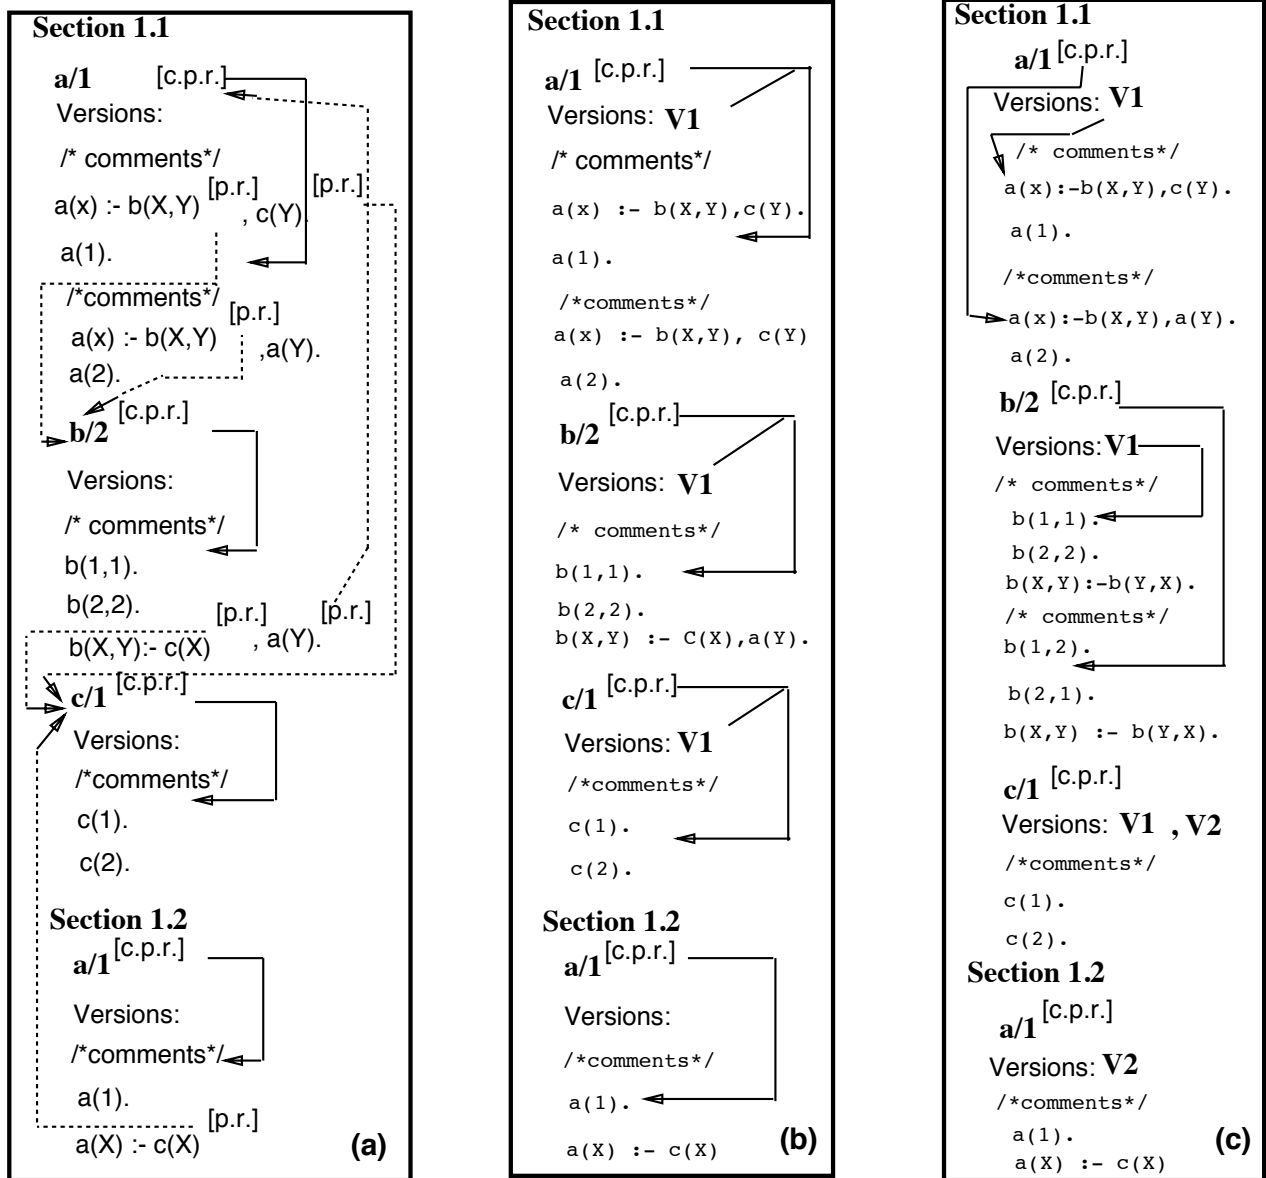 Section 1.1
a/1 [c.p.r.]
Versions:
/* comments*/
a(x) :- b(X,Y) [p.r.] , c(Y). [p.r.]
a(1).
/*comments*/
a(x) :- b(X,Y) [p.r.] ,a(Y).
a(2).
b/2 [c.p.r.]
Versions:
/* comments*/
b(1,1).
b(2,2).
b(X,Y):- c(X) [p.r.] , a(Y). [p.r.]
c/1 [c.p.r.]
Versions:
/*comments*/
c(1).
c(2).
Section 1.2
a/1 [c.p.r.]
Versions:
/*comments*/
a(1).
a(X) :- c(X) [p.r.]
(a)
Section 1.1
a/1 [c.p.r.]
Versions: V1
/* comments*/
a(x) :- b(X,Y),c(Y).
a(1).
/*comments*/
a(x) :- b(X,Y), c(Y)
a(2).
b/2 [c.p.r.]
Versions: V1
/* comments*/
b(1,1).
b(2,2).
b(X,Y) :- C(X),a(Y).
c/1 [c.p.r.]
Versions: V1
/*comments*/
c(1).
c(2).
Section 1.2
a/1 [c.p.r.]
Versions:
/*comments*/
a(1).
a(X) :- c(X)
(b)
Section 1.1
a/1 [c.p.r.]
Versions: V1
/* comments*/
a(x):-b(X,Y),c(Y).
a(1).
/*comments*/
a(x):-b(X,Y),a(Y).
a(2).
b/2 [c.p.r.]
Versions: V1
/* comments*/
b(1,1).
b(2,2).
b(X,Y):-b(Y,X).
/* comments*/
b(1,2).
b(2,1).
b(X,Y) :- b(Y,X).
c/1 [c.p.r.]
Versions: V1 , V2
/*comments*/
c(1).
c(2).
Section 1.2
a/1 [c.p.r.]
Versions: V2
/*comments*/
a(1).
a(X) :- c(X)
(c)